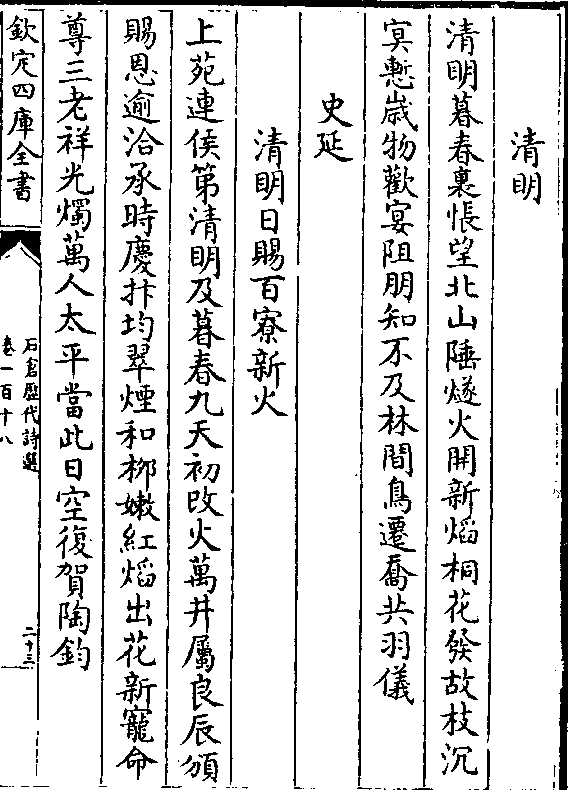 清明
清明暮春裏悵望北山陲燧火開新焰桐花發故枝沉
㝠慙嵗物歡宴阻朋知不及林間鳥遷喬共羽儀
史延
清明日賜百寮新火
上苑連侯第清明及暮春九天初改火萬井屬良辰頒
賜恩逾洽承時慶抃均翠煙和栁嫩紅焰出花新寵命
尊三老祥光燭萬人太平當此日空復賀陶鈞
欽定四庫全書
石倉歴代詩選
卷一百十八
二十三